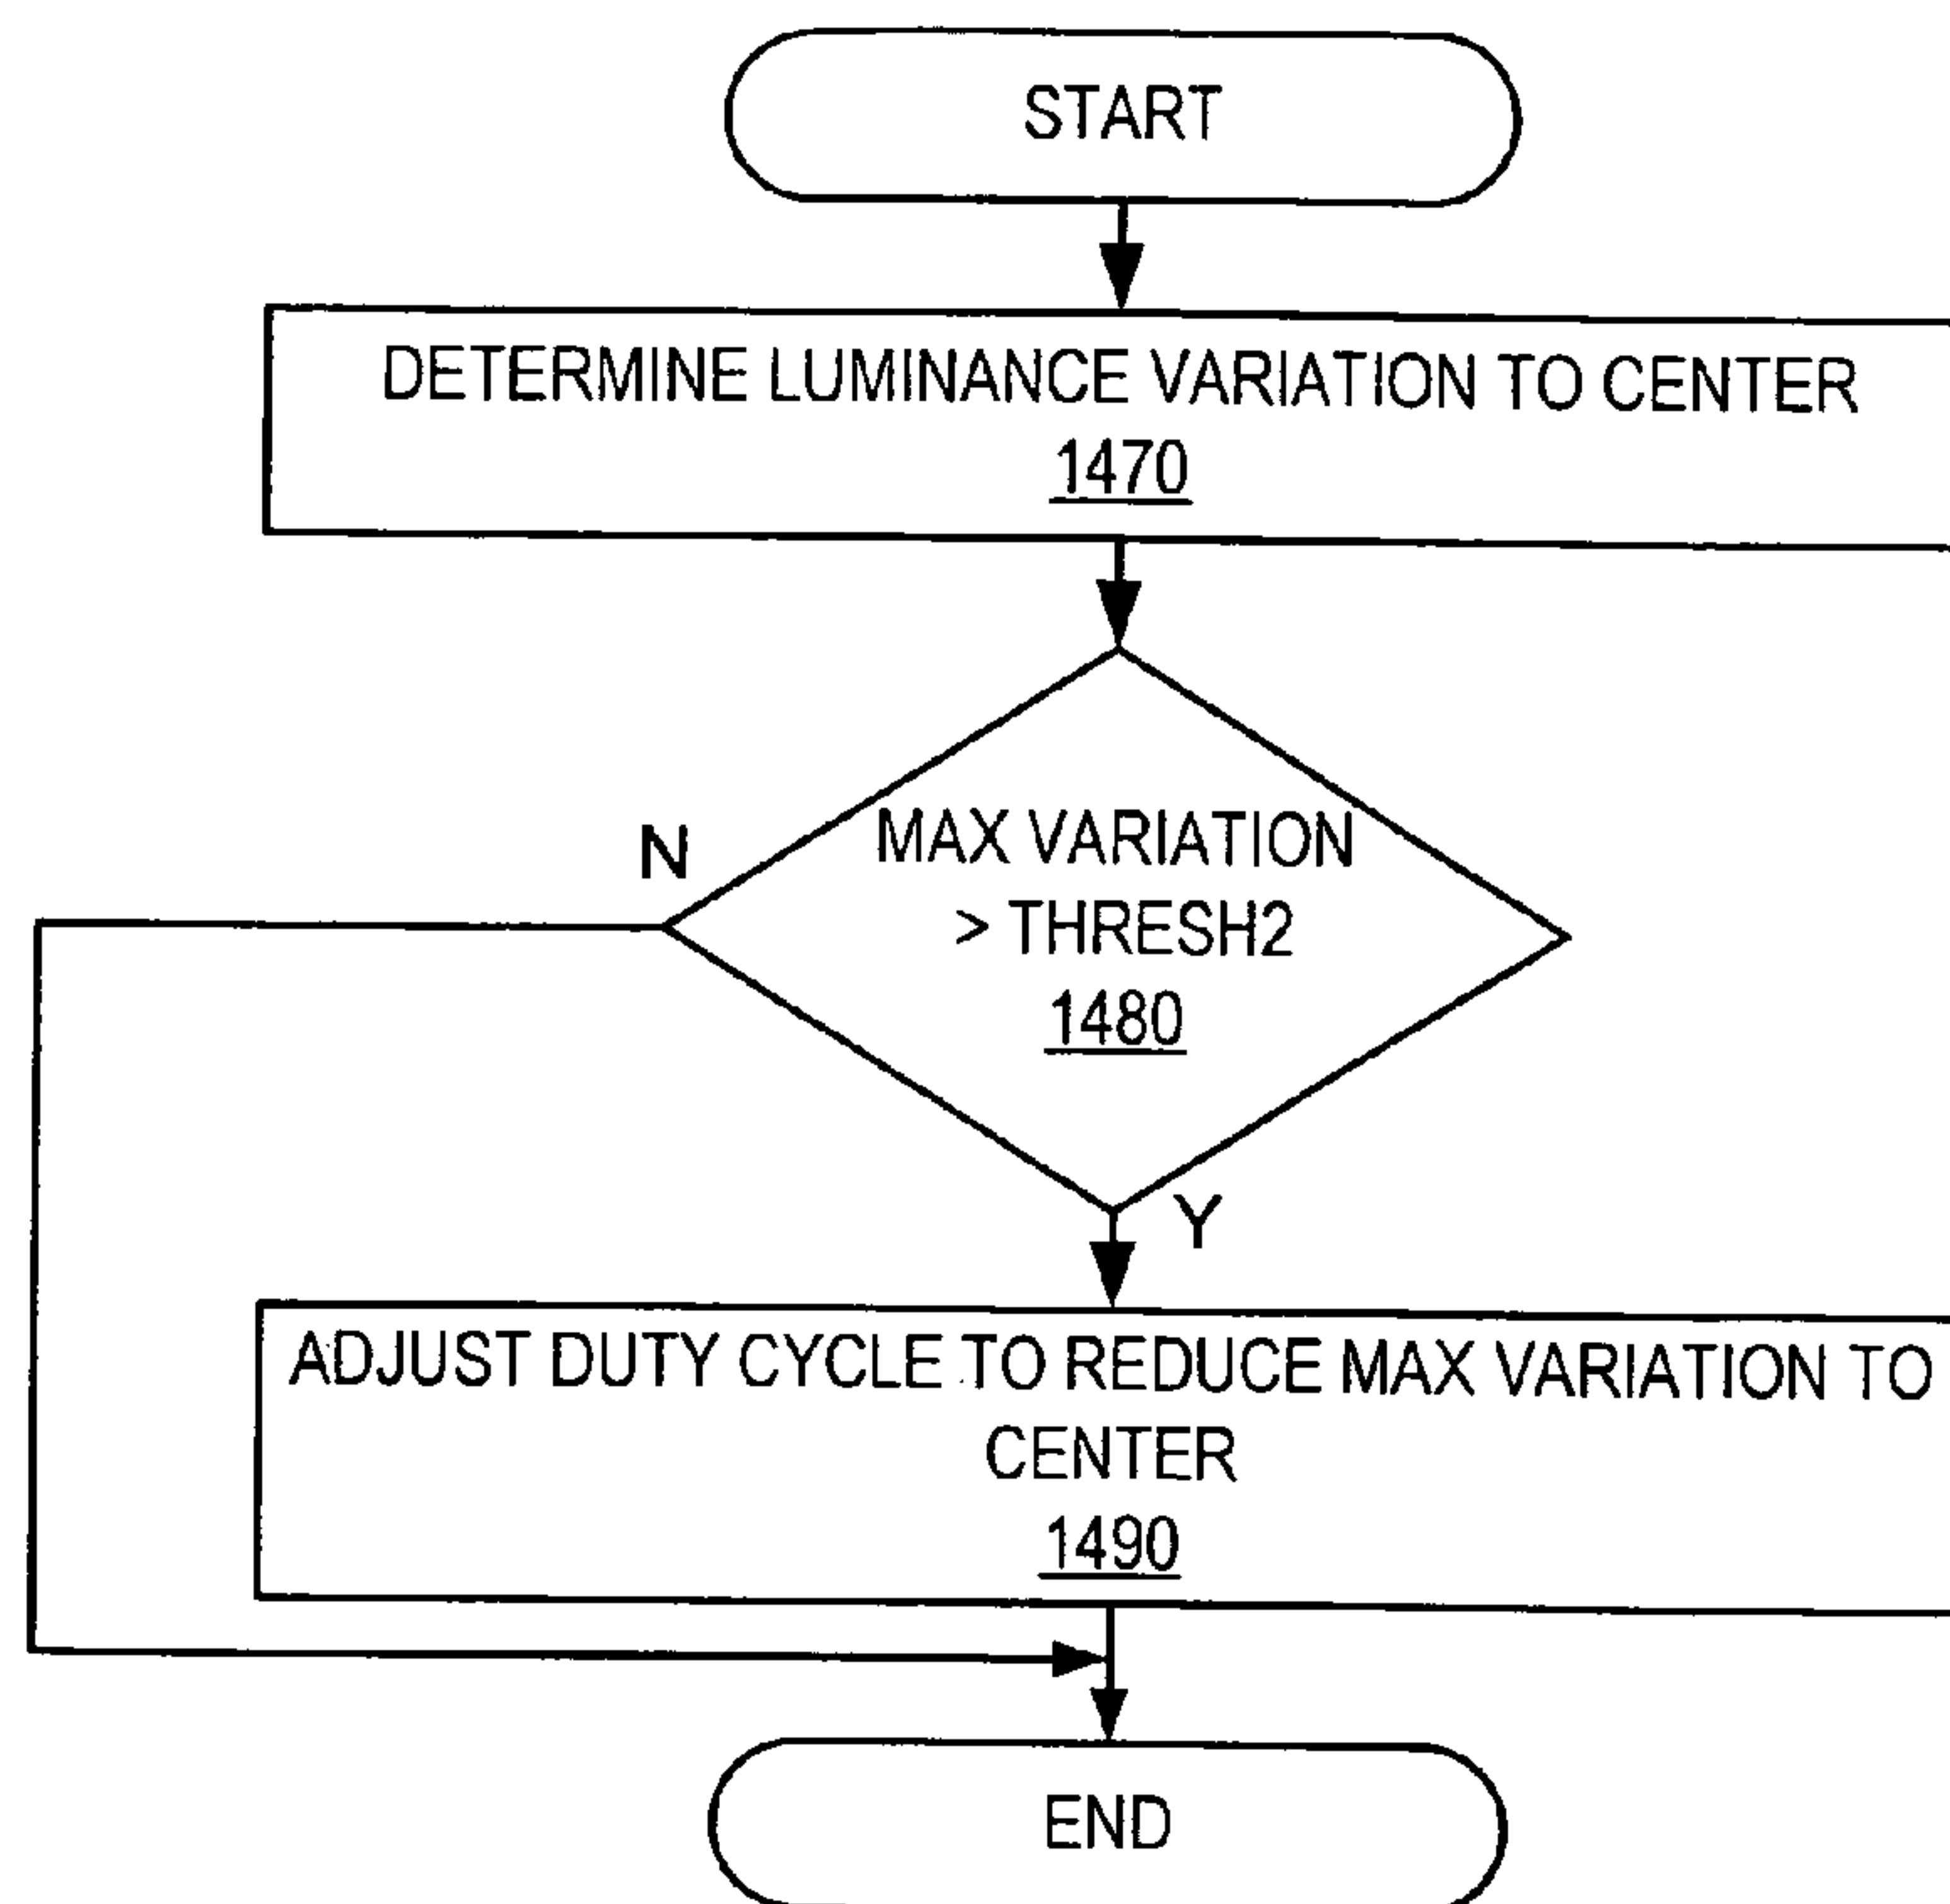 START
DETERMINE LUMINANCE VARIATION TO CENTER
1470
N
MAX VARIATION
> THRESH2
1480
Y
ADJUST DUTY CYCLE TO REDUCE MAX VARIATION TO
CENTER
1490
END